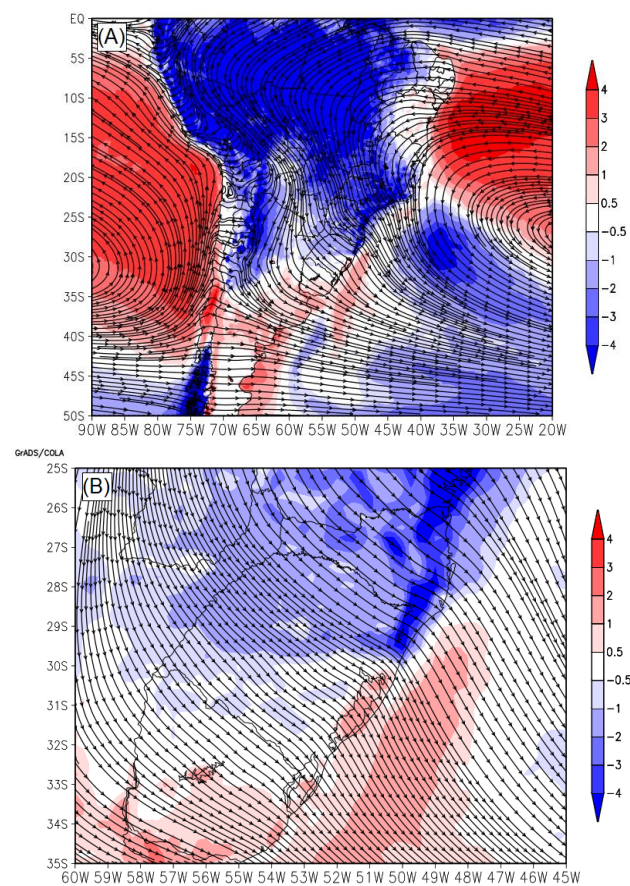 (A)
EQ
5S
10S
15S
20S
25S
30S
35S
40S
45S
50S
90W 85W 80W 75W 70W 65W 60W 55W 50W 45W 40W 35W 30W 25W 20W
4
3
2
1
0.5
-0.5
-1
-2
-3
-4
GrADS/COLA
(B)
25S
26S
27S
28S
29S
30S
31S
32S
33S
34S
35S
60W 59W 58W 57W 56W 55W 54W 53W 52W 51W 50W 49W 48W 47W 46W 45W
4
3
2
1
0.5
-0.5
-1
-2
-3
-4